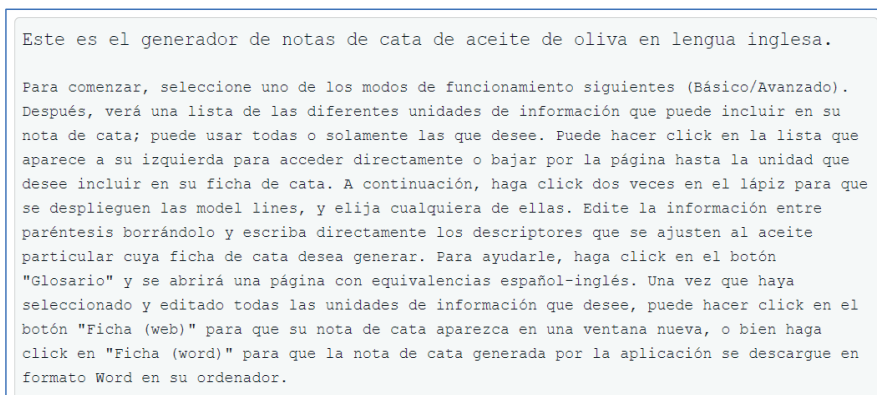 Este es el generador de notas de cata de aceite de oliva en lengua inglesa.
Para comenzar, seleccione uno de los modos de funcionamiento siguientes (Básico/Avanzado).
Después, verá una lista de las diferentes unidades de información que puede incluir en su
nota de cata; puede usar todas o solamente las que desee. Puede hacer click en la lista que
aparece a su izquierda para acceder directamente o bajar por la página hasta la unidad que
desee incluir en su ficha de cata. A continuación, haga click dos veces en el lápiz para que
se desplieguen las model lines, y elija cualquiera de ellas. Edite la información entre
paréntesis borrándolo y escriba directamente los descriptores que se ajusten al aceite
particular cuya ficha de cata desea generar. Para ayudarle, haga click en el botón
"Glosario" y se abrirá una página con equivalencias español-inglés. Una vez que haya
seleccionado y editado todas las unidades de información que desee, puede hacer click en el
botón "Ficha (web)" para que su nota de cata aparezca en una ventana nueva, o bien haga
click en "Ficha (word)" para que la nota de cata generada por la aplicación se descargue en
formato Word en su ordenador.